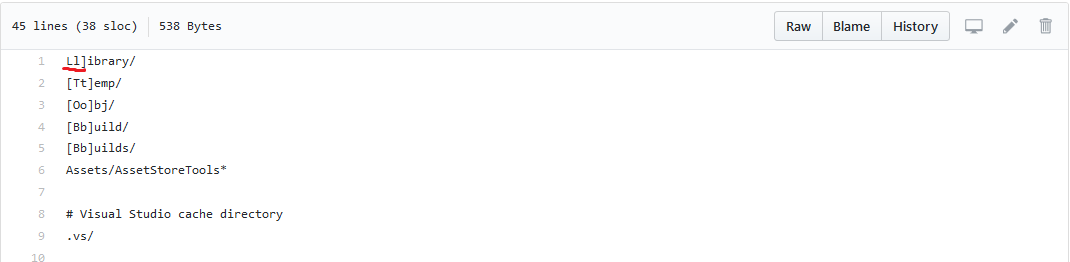 45 lines (38 sloc) 538 Bytes Raw Blame History
1 Ll]ibrary/
2 [Tt]emp/
3 [Oo]bj/
4 [Bb]uild/
5 [Bb]uilds/
6 Assets/AssetStoreTools*
7
8 # Visual Studio cache directory
9 .vs/
10